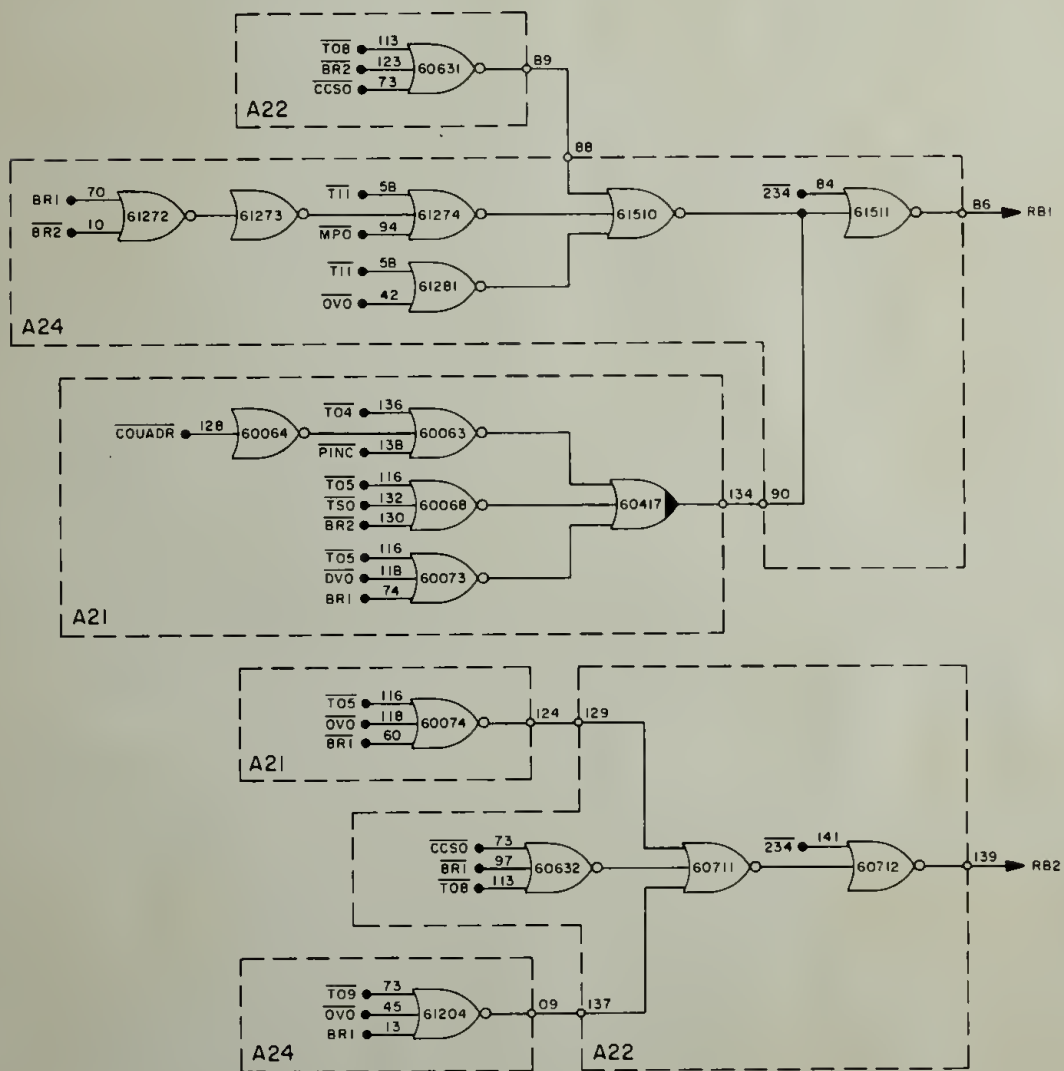 T08 113
BR2 123
CCS0 73
60631
89
A22
88
BR1 70
BR2 10
61272
61273
T11 58
MP0 94
61274
T11 58
OVO 42
61281
61510
234 84
61511
86
RB1
A24
COUADR 128
60064
T04 136
PINC 138
60063
T05 116
TS0 132
BR2 130
60068
T05 116
DVO 118
BR1 74
60073
60417
134
90
A21
T05 116
OVO 118
BR1 60
60074
124
129
A21
CCS0 73
BR1 97
T08 113
60632
60711
234 141
60712
139
RB2
T09 73
OVO 45
BR1 13
61204
09
137
A24
A22